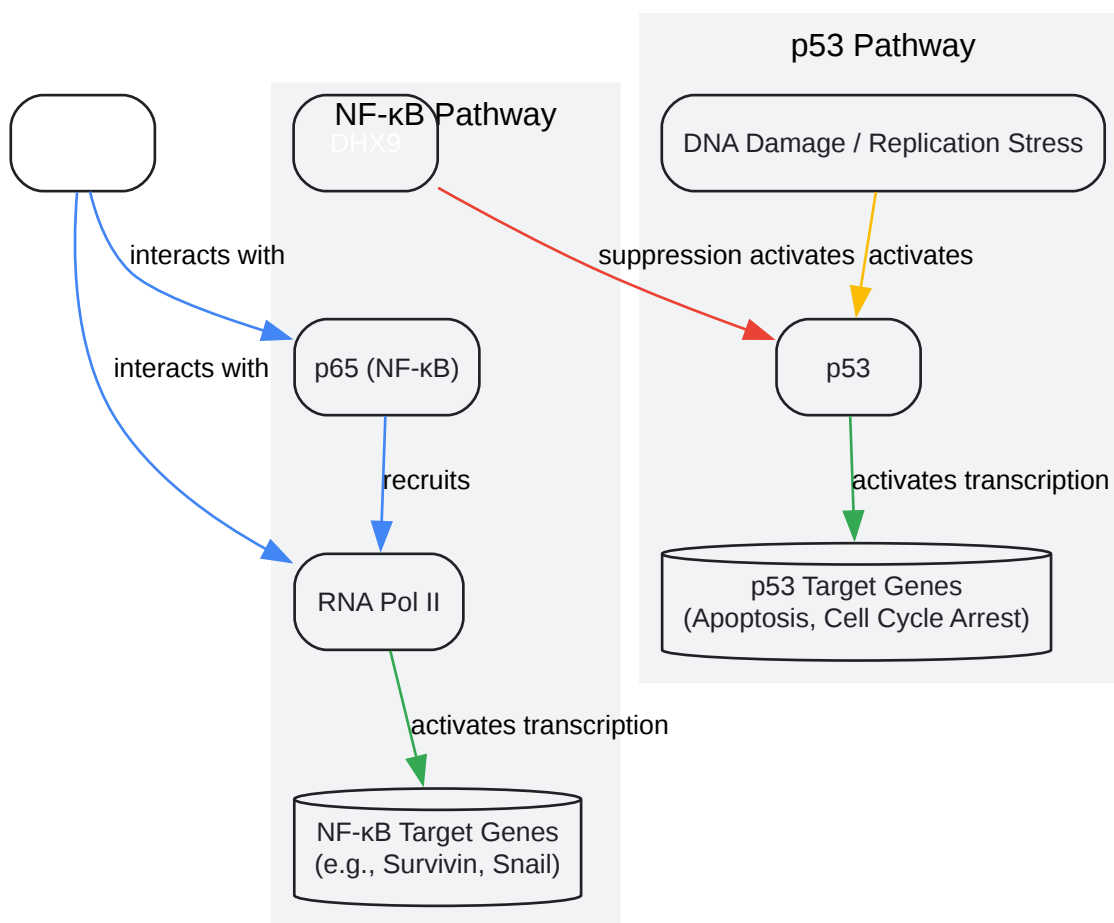 p53 Pathway
NF-κB Pathway
DHX9
DNA Damage / Replication Stress
interacts with
suppression activates
activates
p65 (NF-κB)
p53
interacts with
recruits
activates transcription
RNA Pol II
p53 Target Genes
(Apoptosis, Cell Cycle Arrest)
activates transcription
NF-κB Target Genes
(e.g., Survivin, Snail)